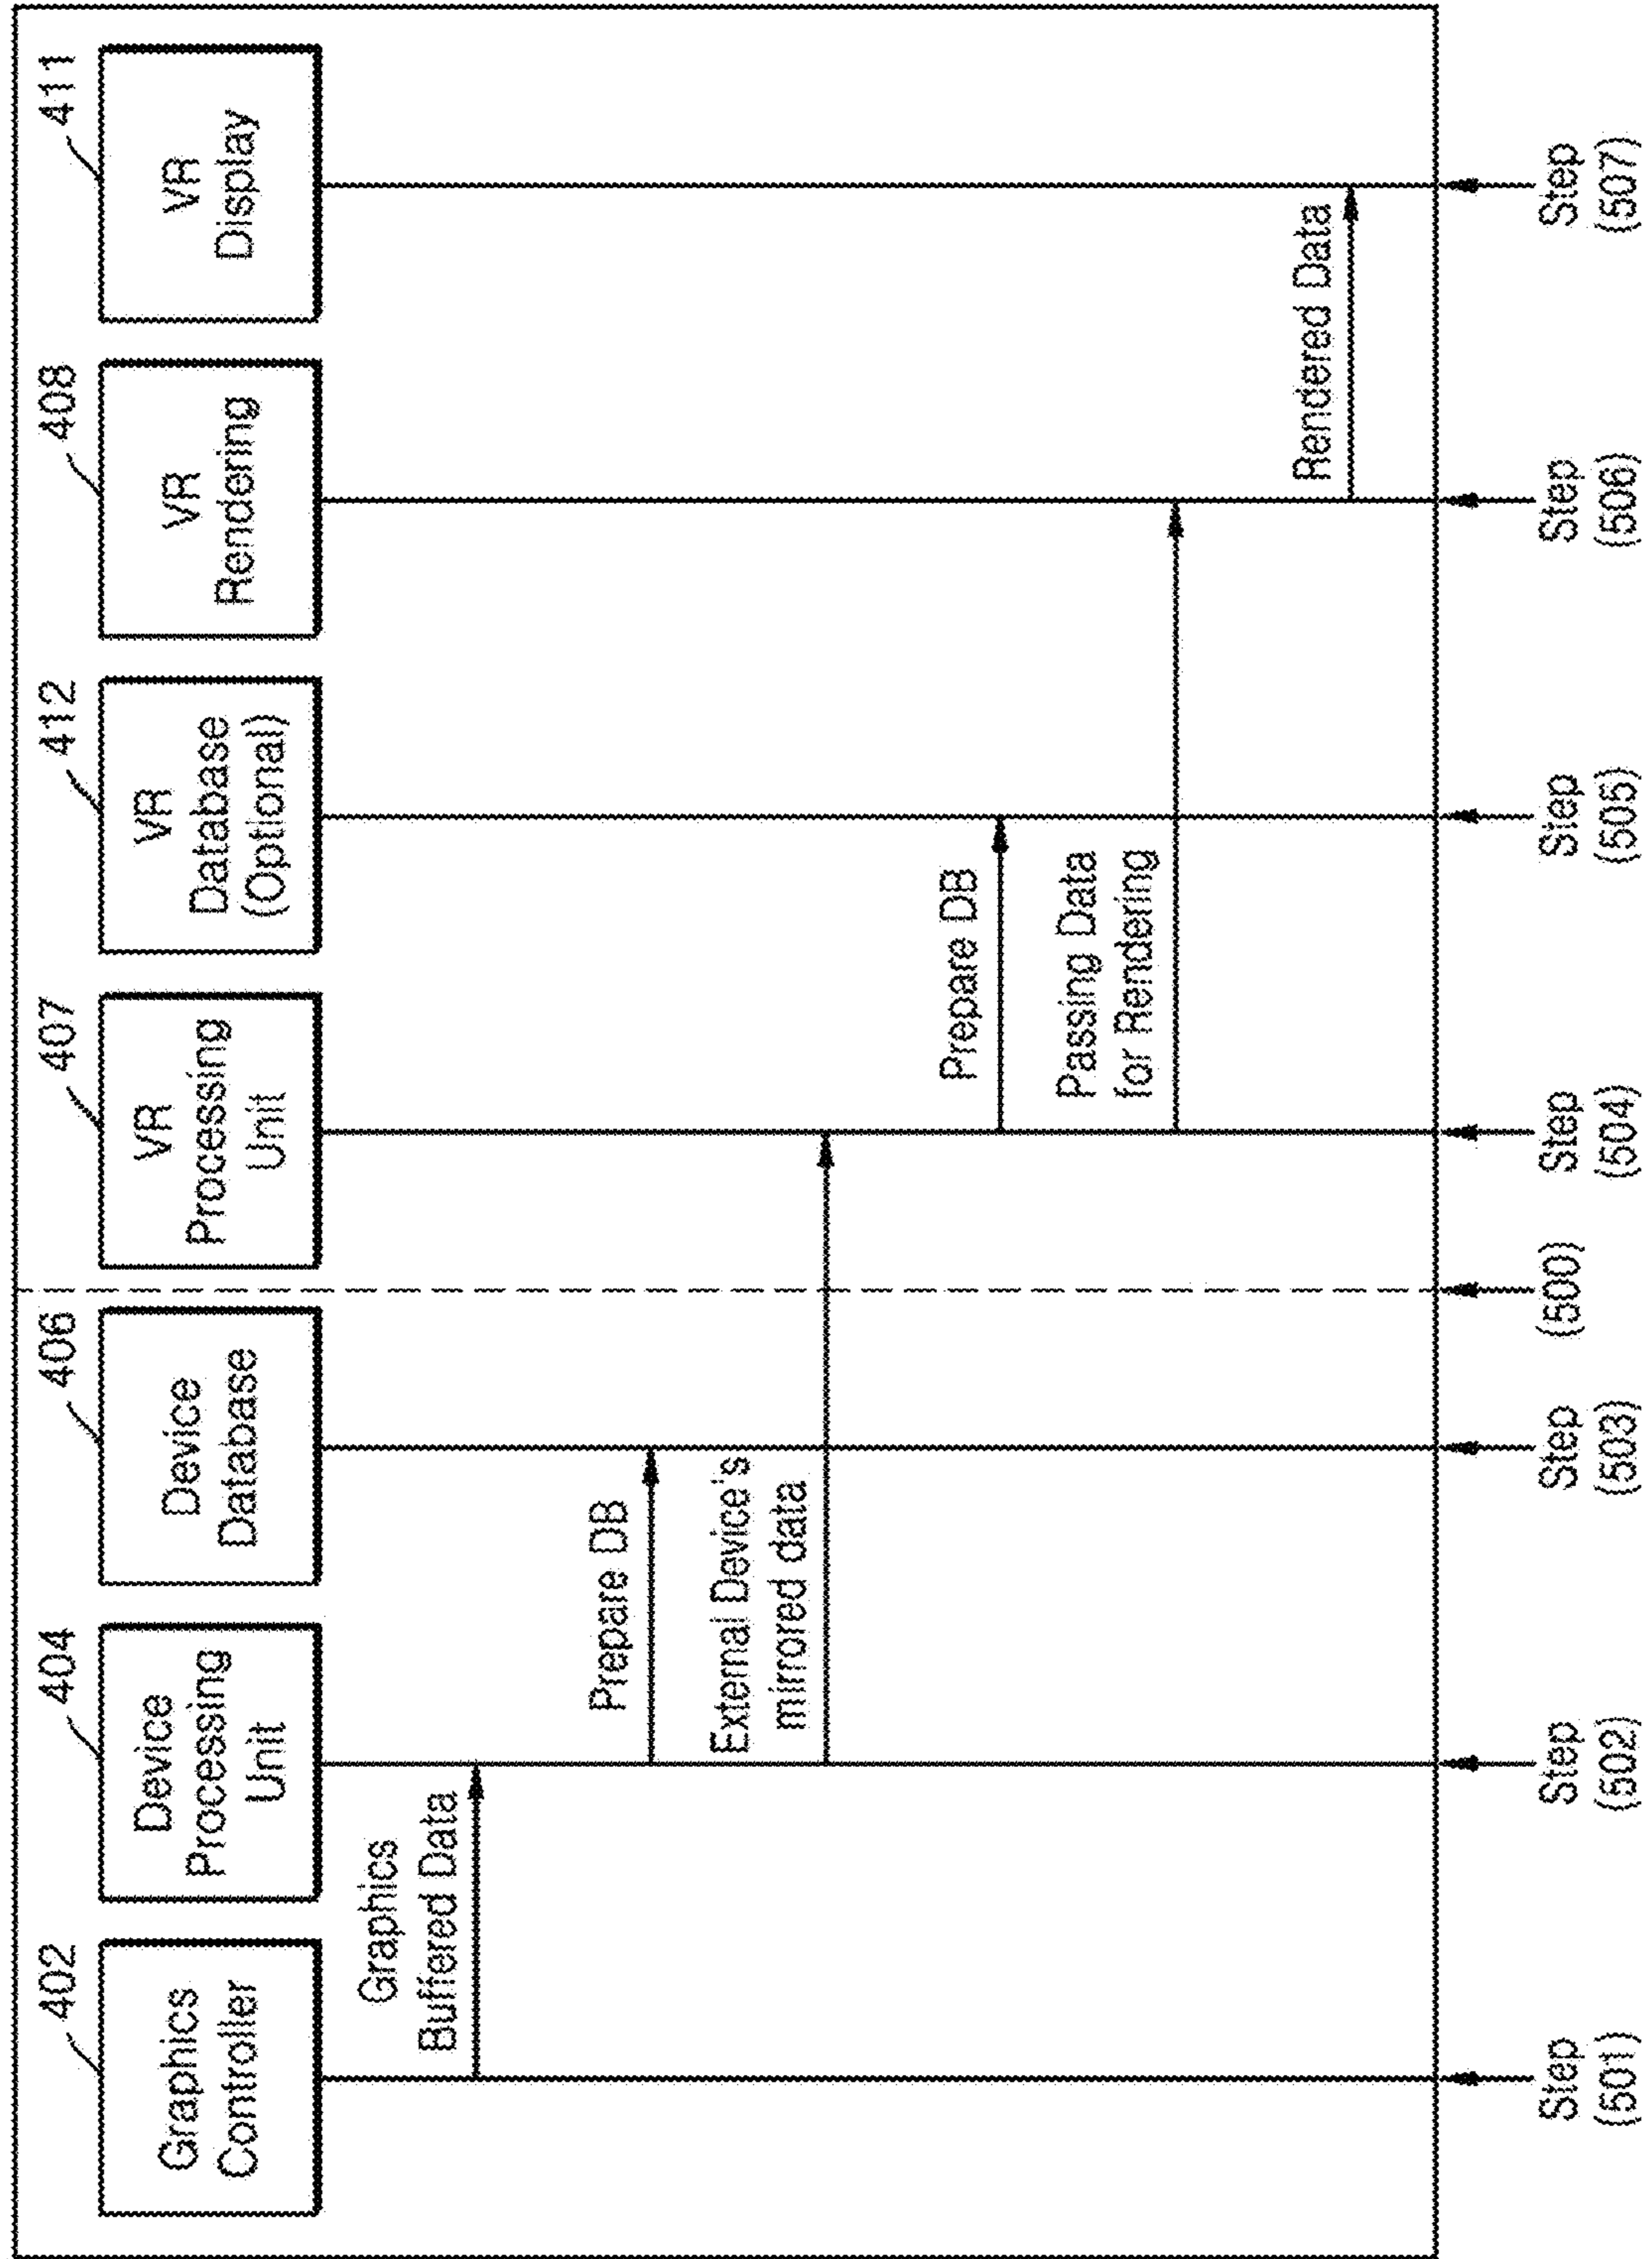 402
404
406
407
412
408
411
Graphics
Controller
Device
Processing
Unit
Device
Database
VR
Processing
Unit
VR
Database
(Optional)
VR
Rendering
VR
Display
Graphics
Buffered Data
Prepare DB
External Device's
mirrored data
Prepare DB
Passing Data
for Rendering
Rendered Data
Step
(501)
Step
(502)
Step
(503)
(500)
Step
(504)
Step
(505)
Step
(506)
Step
(507)